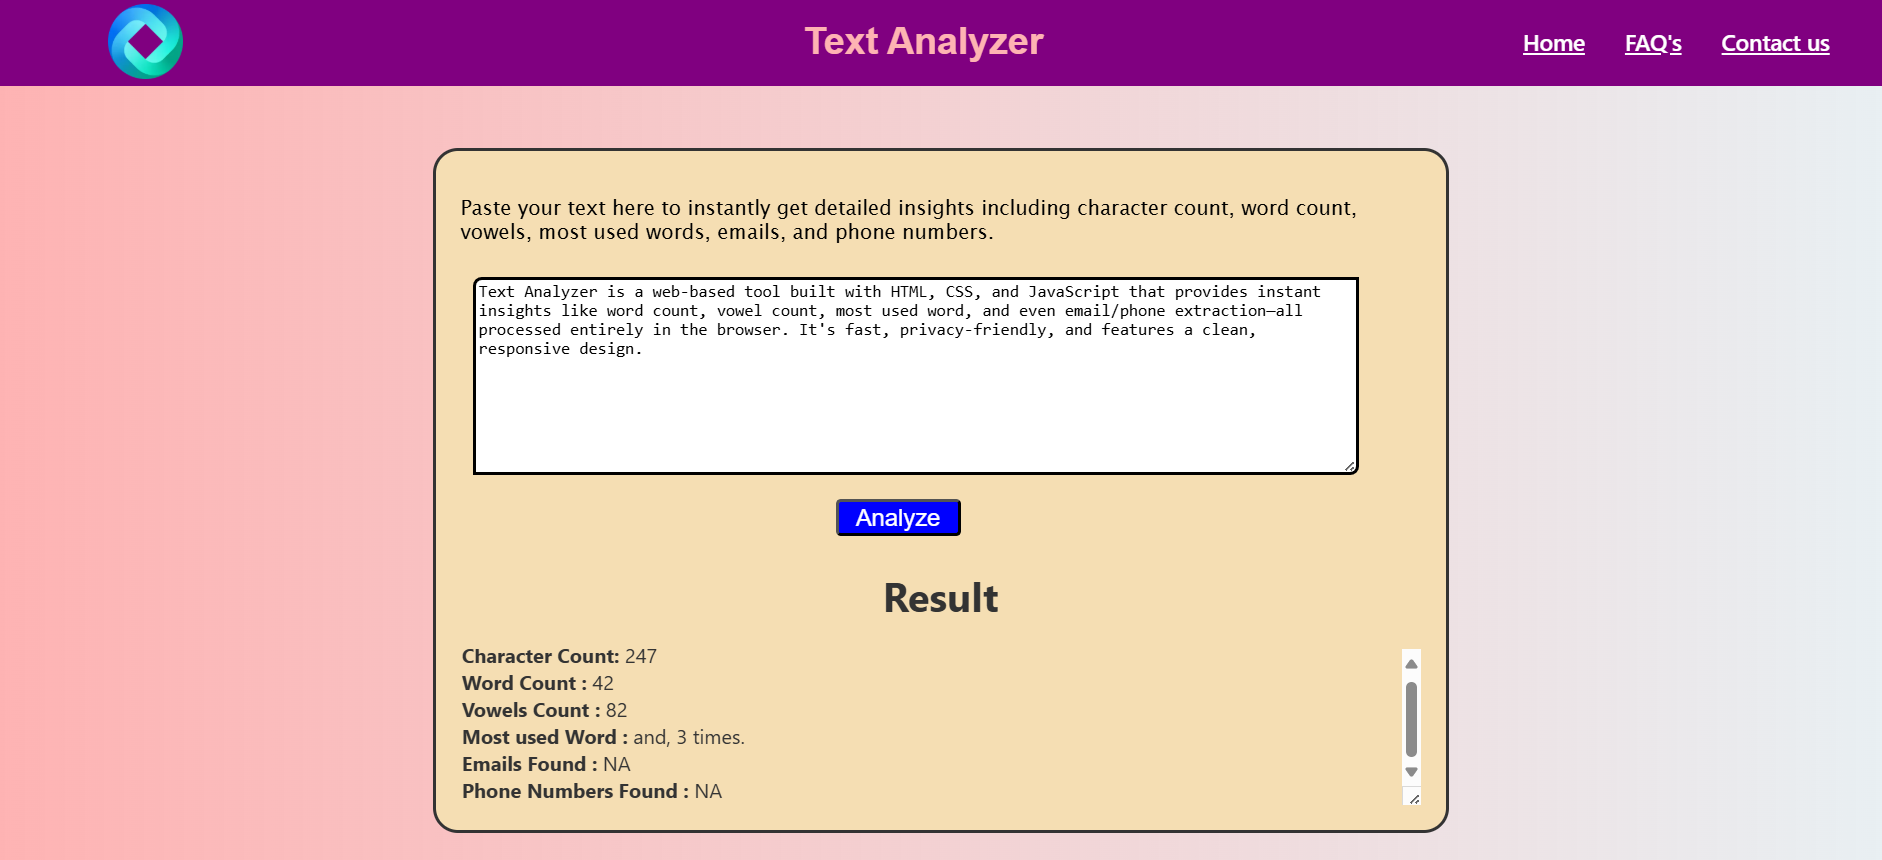 Text Analyzer
Home
FAQ's
Contact us
Paste your text here to instantly get detailed insights including character count, word count,
vowels, most used words, emails, and phone numbers.
Text Analyzer is a web-based tool built with HTML, CSS, and JavaScript that provides instant
insights like word count, vowel count, most used word, and even email/phone extraction—all
processed entirely in the browser. It's fast, privacy-friendly, and features a clean,
responsive design.
Analyze
Result
Character Count: 247
Word Count : 42
Vowels Count : 82
Most used Word : and, 3 times.
Emails Found : NA
Phone Numbers Found : NA